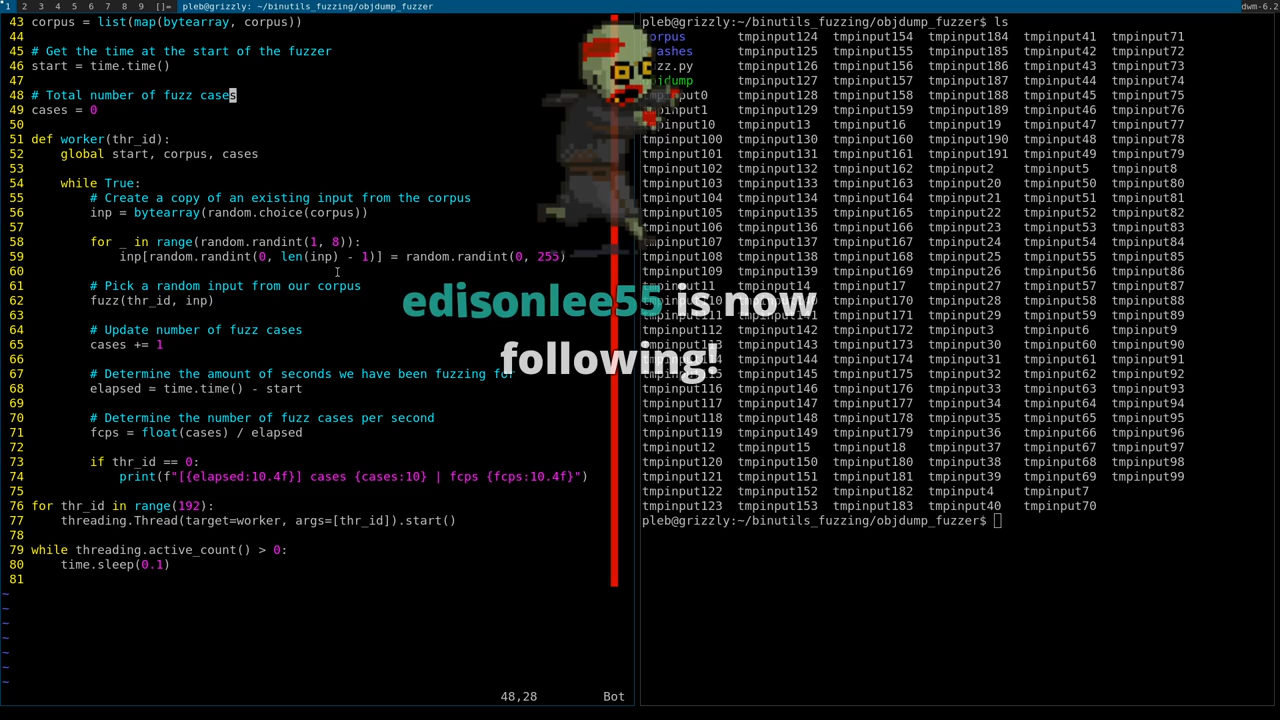 1 2 3 4 5 6 7 8 9 []= pleb@grizzly: ~/binutils_fuzzing/objdump_fuzzer dwm-6.2
43 corpus = list(map(bytearray, corpus))
44
45 # Get the time at the start of the fuzzer
46 start = time.time()
47
48 # Total number of fuzz cases
49 cases = 0
50
51 def worker(thr_id):
52 global start, corpus, cases
53
54 while True:
55 # Create a copy of an existing input from the corpus
56 inp = bytearray(random.choice(corpus))
57
58 for _ in range(random.randint(1, 8)):
59 inp[random.randint(0, len(inp) - 1)] = random.randint(0, 255)
60
61 # Pick a random input from our corpus
62 fuzz(thr_id, inp)
63
64 # Update number of fuzz cases
65 cases += 1
66
67 # Determine the amount of seconds we have been fuzzing for
68 elapsed = time.time() - start
69
70 # Determine the number of fuzz cases per second
71 fcps = float(cases) / elapsed
72
73 if thr_id == 0:
74 print(f"[{elapsed:10.4f}] cases {cases:10} | fcps {fcps:10.4f}")
75
76 for thr_id in range(192):
77 threading.Thread(target=worker, args=[thr_id]).start()
78
79 while threading.active_count() > 0:
80 time.sleep(0.1)
81
~
~
~
~
~
~
~
48,28 Bot
edisonlee55 is now
following!
pleb@grizzly:~/binutils_fuzzing/objdump_fuzzer$ ls
corpus tmpinput124 tmpinput154 tmpinput184 tmpinput41 tmpinput71
crashes tmpinput125 tmpinput155 tmpinput185 tmpinput42 tmpinput72
fuzz.py tmpinput126 tmpinput156 tmpinput186 tmpinput43 tmpinput73
objdump tmpinput127 tmpinput157 tmpinput187 tmpinput44 tmpinput74
tmpinput0 tmpinput128 tmpinput158 tmpinput188 tmpinput45 tmpinput75
tmpinput1 tmpinput129 tmpinput159 tmpinput189 tmpinput46 tmpinput76
tmpinput10 tmpinput13 tmpinput16 tmpinput19 tmpinput47 tmpinput77
tmpinput100 tmpinput130 tmpinput160 tmpinput190 tmpinput48 tmpinput78
tmpinput101 tmpinput131 tmpinput161 tmpinput191 tmpinput49 tmpinput79
tmpinput102 tmpinput132 tmpinput162 tmpinput2 tmpinput5 tmpinput8
tmpinput103 tmpinput133 tmpinput163 tmpinput20 tmpinput50 tmpinput80
tmpinput104 tmpinput134 tmpinput164 tmpinput21 tmpinput51 tmpinput81
tmpinput105 tmpinput135 tmpinput165 tmpinput22 tmpinput52 tmpinput82
tmpinput106 tmpinput136 tmpinput166 tmpinput23 tmpinput53 tmpinput83
tmpinput107 tmpinput137 tmpinput167 tmpinput24 tmpinput54 tmpinput84
tmpinput108 tmpinput138 tmpinput168 tmpinput25 tmpinput55 tmpinput85
tmpinput109 tmpinput139 tmpinput169 tmpinput26 tmpinput56 tmpinput86
tmpinput11 tmpinput14 tmpinput17 tmpinput27 tmpinput57 tmpinput87
tmpinput170 tmpinput28 tmpinput58 tmpinput88
tmpinput171 tmpinput29 tmpinput59 tmpinput89
tmpinput112 tmpinput142 tmpinput172 tmpinput3 tmpinput6 tmpinput9
tmpinput143 tmpinput173 tmpinput30 tmpinput60 tmpinput90
tmpinput144 tmpinput174 tmpinput31 tmpinput61 tmpinput91
tmpinput145 tmpinput175 tmpinput32 tmpinput62 tmpinput92
tmpinput116 tmpinput146 tmpinput176 tmpinput33 tmpinput63 tmpinput93
tmpinput117 tmpinput147 tmpinput177 tmpinput34 tmpinput64 tmpinput94
tmpinput118 tmpinput148 tmpinput178 tmpinput35 tmpinput65 tmpinput95
tmpinput119 tmpinput149 tmpinput179 tmpinput36 tmpinput66 tmpinput96
tmpinput12 tmpinput15 tmpinput18 tmpinput37 tmpinput67 tmpinput97
tmpinput120 tmpinput150 tmpinput180 tmpinput38 tmpinput68 tmpinput98
tmpinput121 tmpinput151 tmpinput181 tmpinput39 tmpinput69 tmpinput99
tmpinput122 tmpinput152 tmpinput182 tmpinput4 tmpinput7
tmpinput123 tmpinput153 tmpinput183 tmpinput40 tmpinput70
pleb@grizzly:~/binutils_fuzzing/objdump_fuzzer$